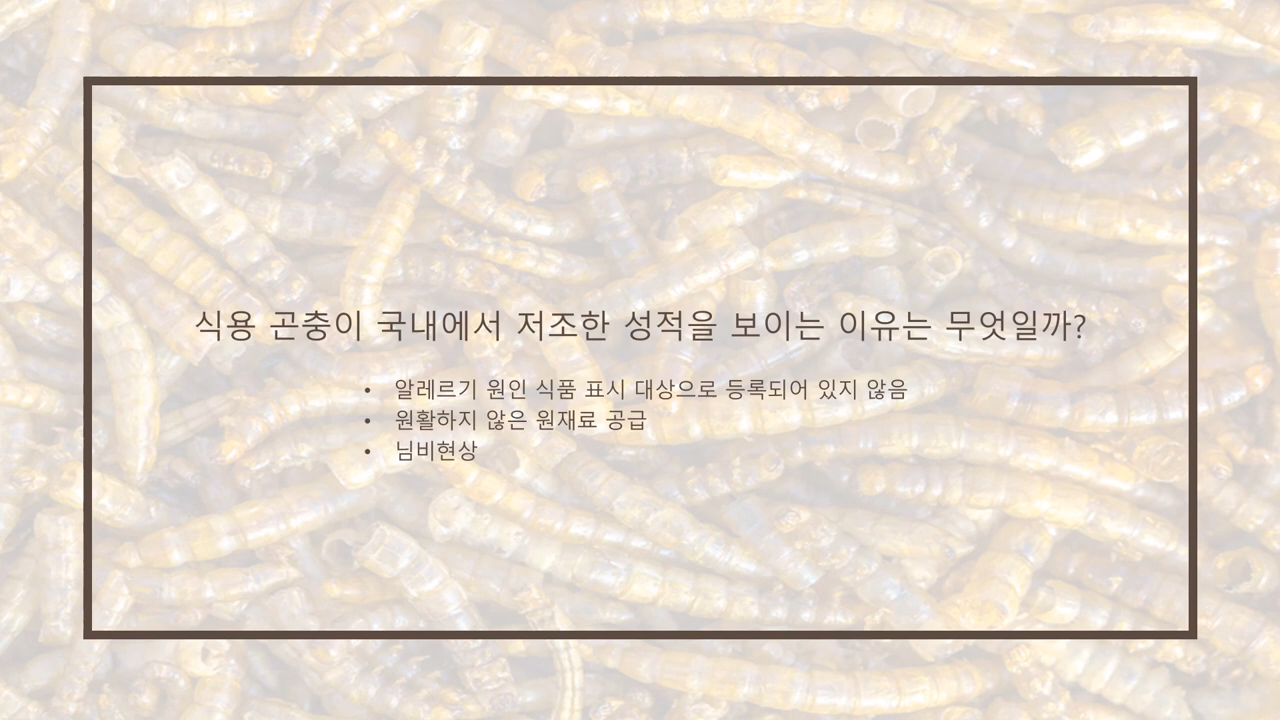 식용 곤충이 국내에서 저조한 성적을 보이는 이유는 무엇일까?
• 알레르기 원인 식품 표시 대상으로 등록되어 있지 않음
• 원활하지 않은 원재료 공급
• 님비현상